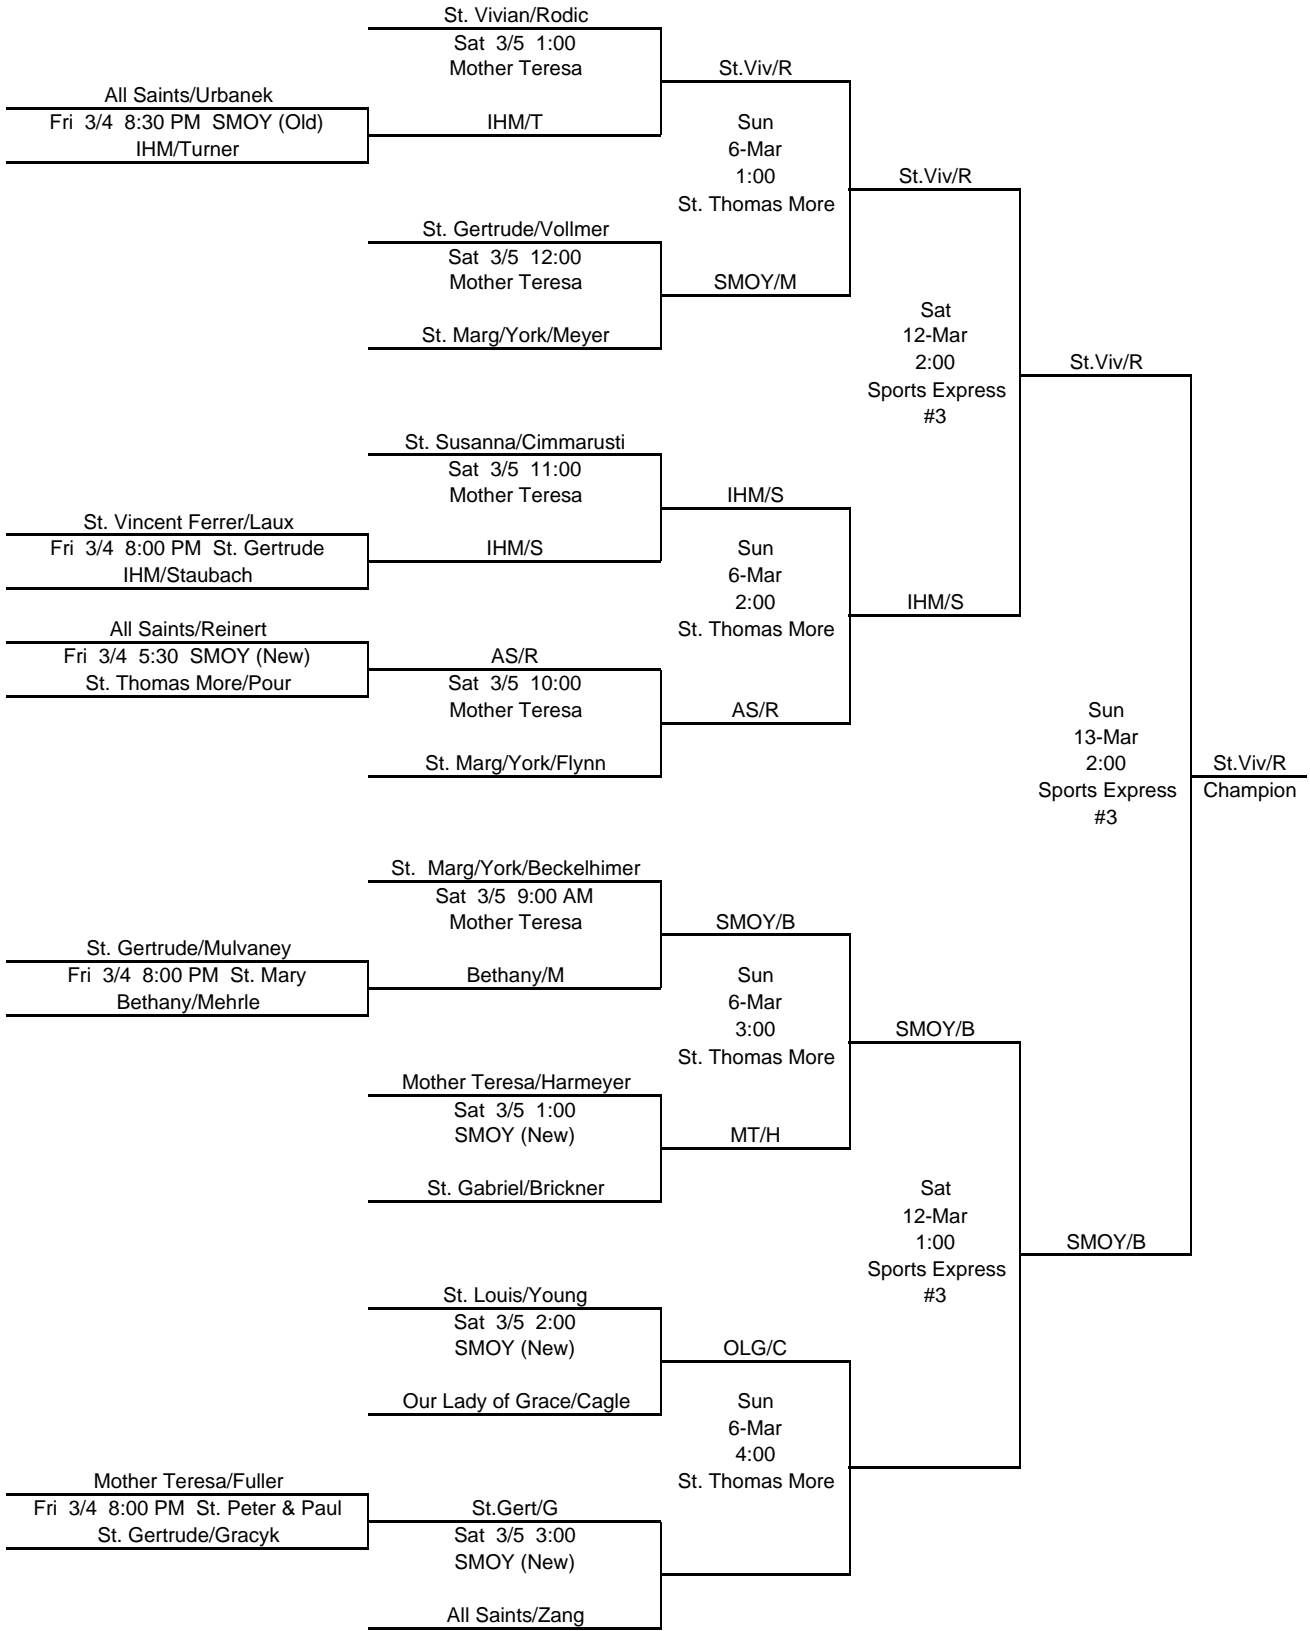 St. Vivian/Rodic
Sat 3/5 1:00
Mother Teresa
St.Viv/R
All Saints/Urbanek
Fri 3/4 8:30 PM SMOY (Old)
IHM/Turner
IHM/T
Sun
6-Mar
1:00
St. Thomas More
St.Viv/R
St. Gertrude/Vollmer
Sat 3/5 12:00
Mother Teresa
SMOY/M
St. Marg/York/Meyer
Sat
12-Mar
2:00
Sports Express
#3
St.Viv/R
St. Susanna/Cimmarusti
Sat 3/5 11:00
Mother Teresa
IHM/S
St. Vincent Ferrer/Laux
Fri 3/4 8:00 PM St. Gertrude
IHM/Staubach
IHM/S
Sun
6-Mar
2:00
St. Thomas More
IHM/S
All Saints/Reinert
Fri 3/4 5:30 SMOY (New)
St. Thomas More/Pour
AS/R
Sat 3/5 10:00
Mother Teresa
AS/R
St. Marg/York/Flynn
Sun
13-Mar
2:00
Sports Express
#3
St.Viv/R
Champion
St. Marg/York/Beckelhimer
Sat 3/5 9:00 AM
Mother Teresa
SMOY/B
St. Gertrude/Mulvaney
Fri 3/4 8:00 PM St. Mary
Bethany/Mehrle
Bethany/M
Sun
6-Mar
3:00
St. Thomas More
SMOY/B
Mother Teresa/Harmeyer
Sat 3/5 1:00
SMOY (New)
MT/H
St. Gabriel/Brickner
Sat
12-Mar
1:00
Sports Express
#3
SMOY/B
St. Louis/Young
Sat 3/5 2:00
SMOY (New)
OLG/C
Our Lady of Grace/Cagle
Sun
6-Mar
4:00
St. Thomas More
Mother Teresa/Fuller
Fri 3/4 8:00 PM St. Peter & Paul
St. Gertrude/Gracyk
St.Gert/G
Sat 3/5 3:00
SMOY (New)
All Saints/Zang